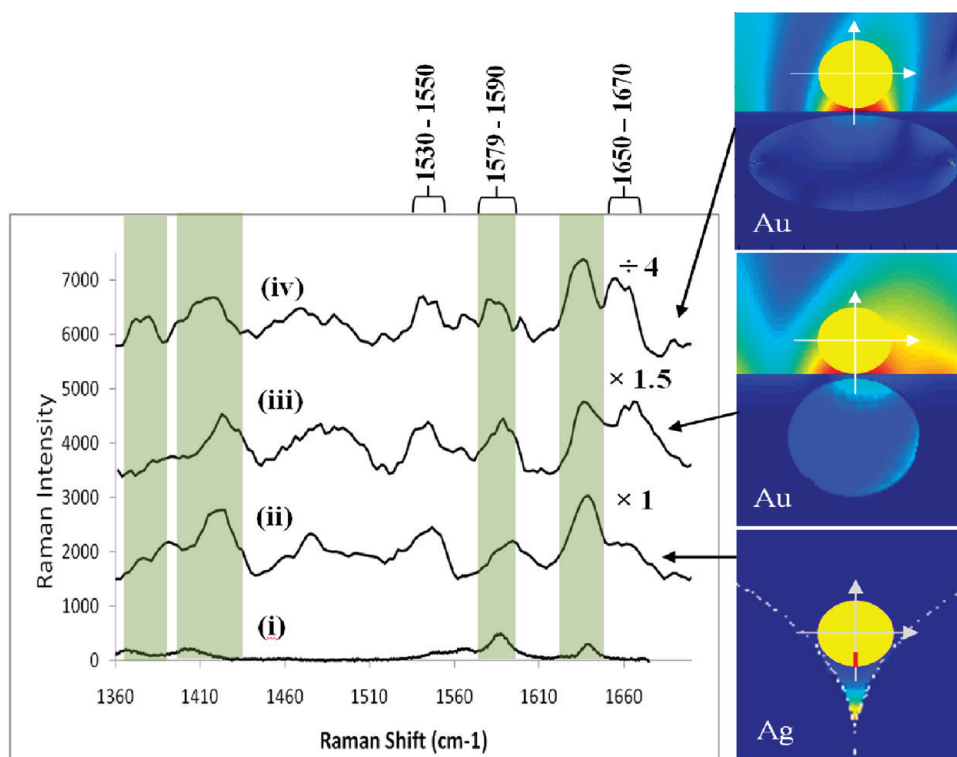 1530 - 1550
1579 - 1590
1650 – 1670
7000
6000
5000
4000
3000
2000
1000
0
Raman Intensity
(iv)
÷ 4
(iii)
× 1.5
(ii)
× 1
(i)
1360
1410
1460
1510
1560
1610
1660
Raman Shift (cm-1)
Au
Au
Ag